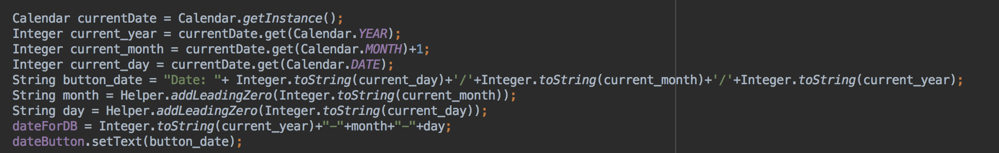 Calendar currentDate = Calendar.getInstance();
Integer current_year = currentDate.get(Calendar.YEAR);
Integer current_month = currentDate.get(Calendar.MONTH)+1;
Integer current_day = currentDate.get(Calendar.DATE);
String button_date = "Date: "+ Integer.toString(current_day)+'/'+Integer.toString(current_month)+'/'+Integer.toString(current_year);
String month = Helper.addLeadingZero(Integer.toString(current_month));
String day = Helper.addLeadingZero(Integer.toString(current_day));
dateForDB = Integer.toString(current_year)+"-"+month+"-"+day;
dateButton.setText(button_date);